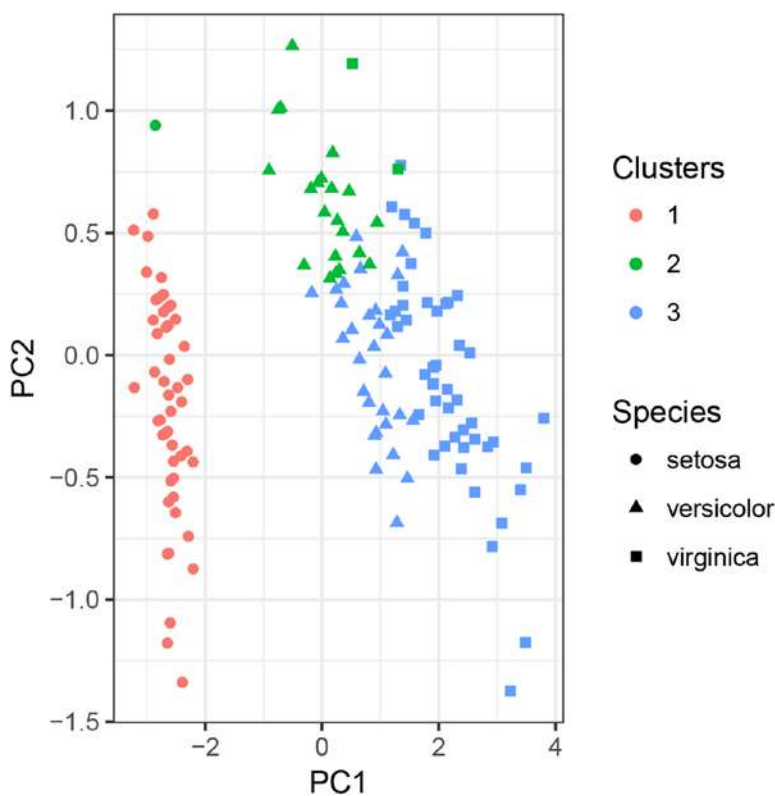 1.0
0.5
0.0
−0.5
−1.0
−1.5
PC2
−2
0
2
4
PC1
Clusters
1
2
3
Species
setosa
versicolor
virginica